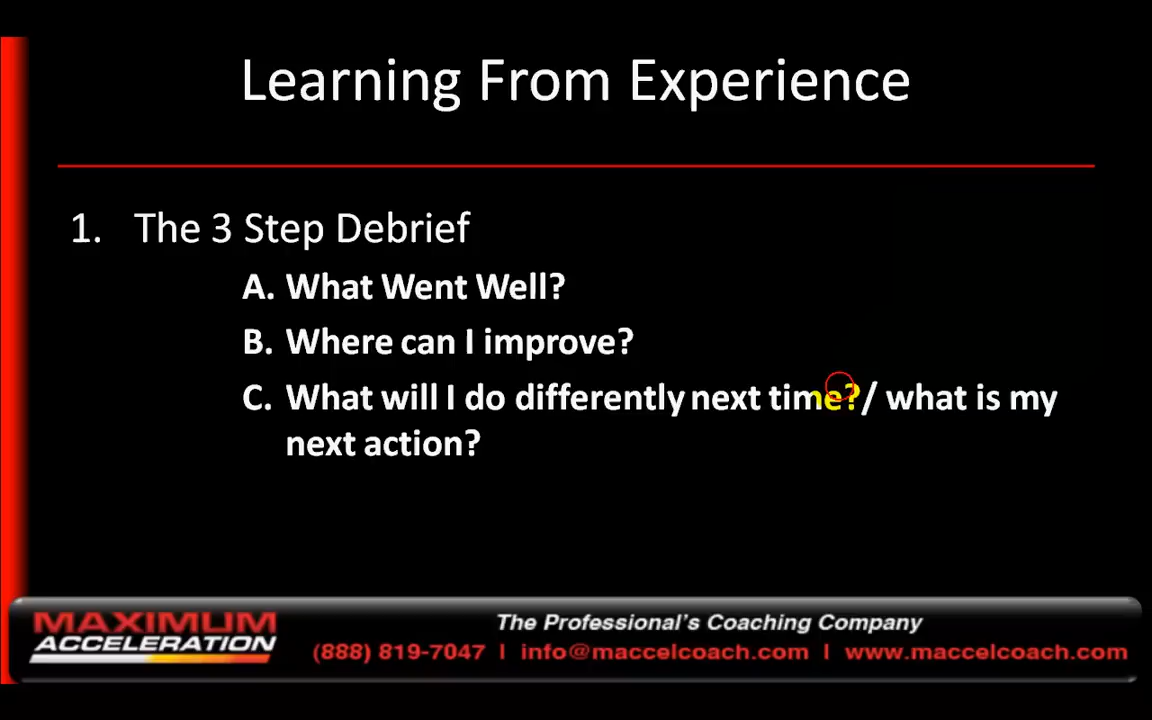 Learning From Experience
1. The 3 Step Debrief
A. What Went Well?
B. Where can I improve?
C. What will I do differently next time?/ what is my
next action?
MAXIMUM
ACCELERATION
The Professional's Coaching Company
(888) 819-7047 I info@maccelcoach.com I www.maccelcoach.com